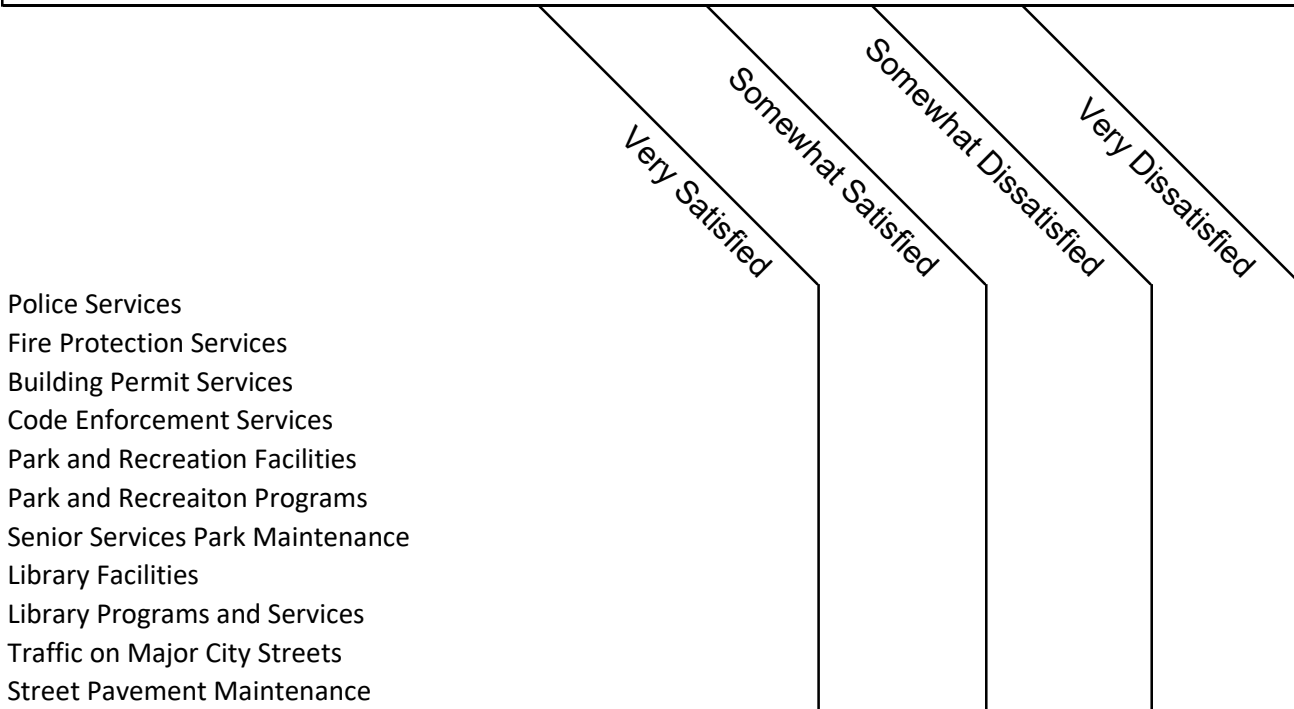 Very Satisfied
Somewhat Satisfied
Somewhat Dissatisfied
Very Dissatisfied
Police Services
Fire Protection Services
Building Permit Services
Code Enforcement Services
Park and Recreation Facilities
Park and Recreaiton Programs
Senior Services Park Maintenance
Library Facilities
Library Programs and Services
Traffic on Major City Streets
Street Pavement Maintenance